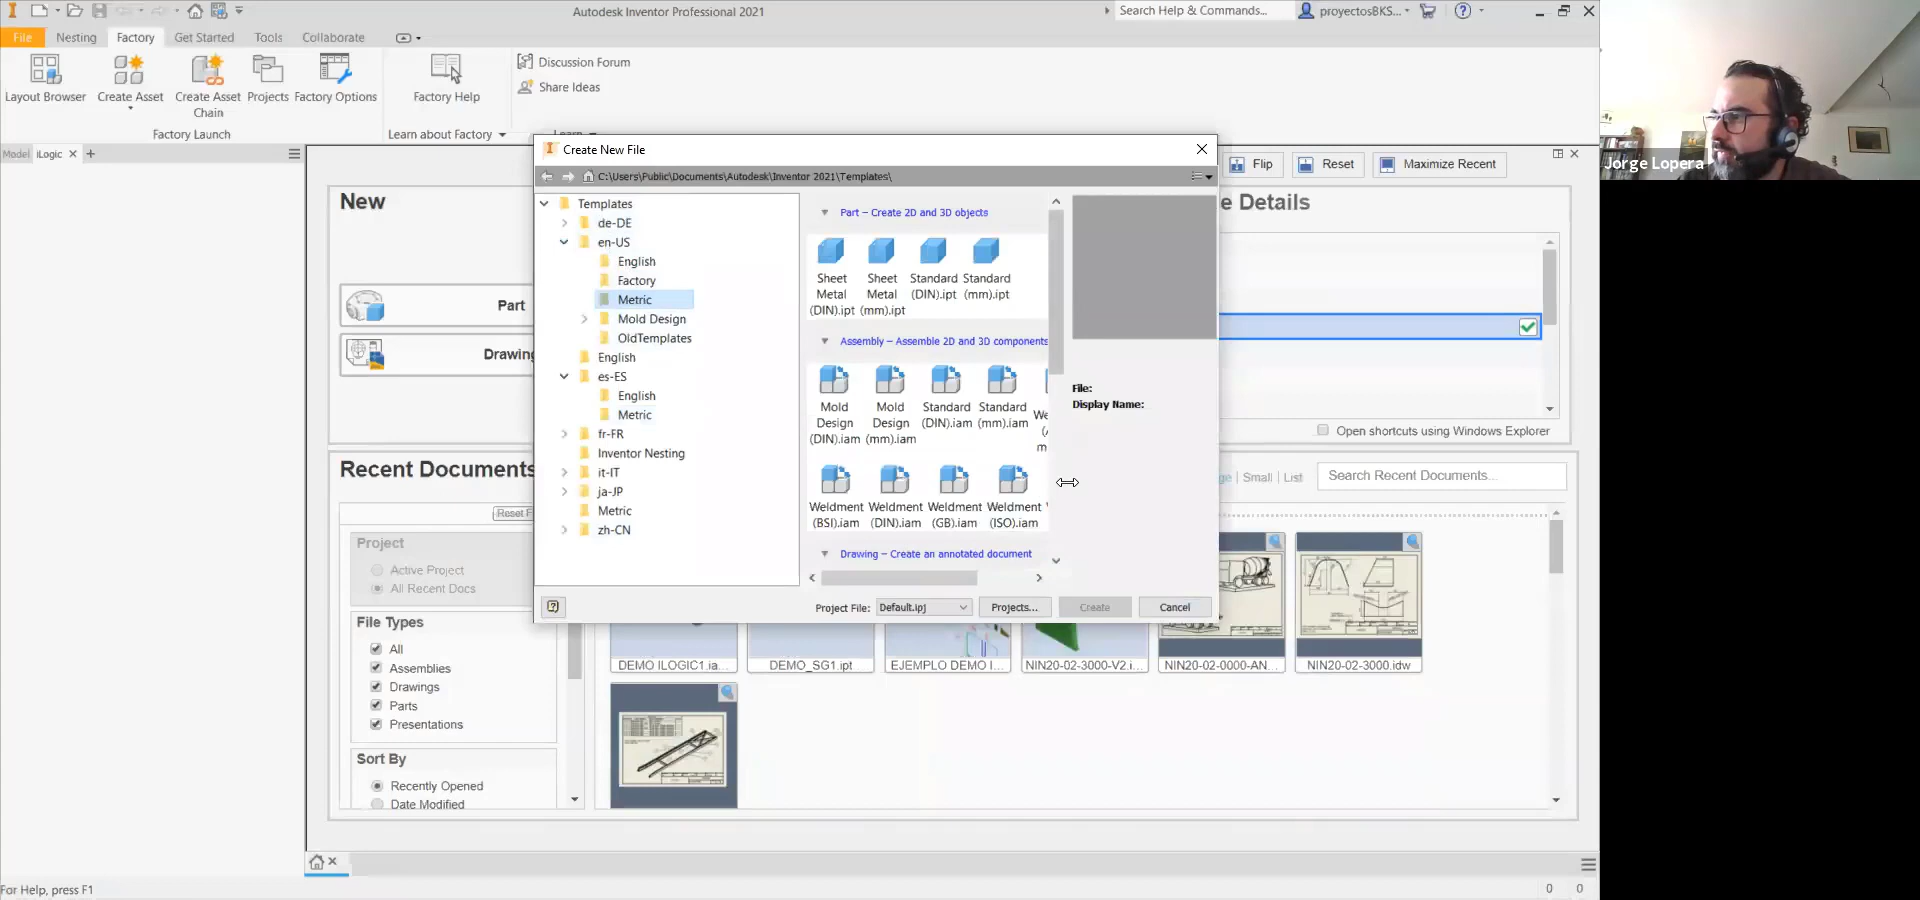 Autodesk Inventor Professional 2021
Search Help & Commands...
proyectosBKS...
File
Nesting
Factory
Get Started
Tools
Collaborate
Layout Browser
Create Asset
Create Asset
Chain
Projects
Factory Options
Factory Help
Discussion Forum
Share Ideas
Factory Launch
Learn about Factory
Learn
Model
iLogic
Jorge Lopera
Flip
Reset
Maximize Recent
New
Part
Drawin
e Details
Open shortcuts using Windows Explorer
Create New File
C:\Users\Public\Documents\Autodesk\Inventor 2021\Templates\
Templates
de-DE
en-US
English
Factory
Metric
Mold Design
OldTemplates
English
es-ES
English
Metric
fr-FR
Inventor Nesting
it-IT
ja-JP
Metric
zh-CN
Part – Create 2D and 3D objects
Sheet
Metal
(DIN).ipt
Sheet
Metal
(mm).ipt
Standard
(DIN).ipt
Standard
(mm).ipt
Assembly – Assemble 2D and 3D components
Mold
Design
(DIN).iam
Mold
Design
(mm).iam
Standard
(DIN).iam
Standard
(mm).iam
We
(A
m
Weldment
(BSI).iam
Weldment
(DIN).iam
Weldment
(GB).iam
Weldment
(ISO).iam
Drawing – Create an annotated document
File:
Display Name:
Project File:
Default.ipj
Projects...
Create
Cancel
Recent Documents
Reset F
ge
Small
List
Search Recent Documents...
Project
Active Project
All Recent Docs
File Types
All
Assemblies
Drawings
Parts
Presentations
Sort By
Recently Opened
Date Modified
DEMO ILOGIC1.ia...
DEMO_SG1.ipt
EJEMPLO DEMO I...
NIN20-02-3000-V2.i...
NIN20-02-0000-AN...
NIN20-02-3000.idw
For Help, press F1
0
0